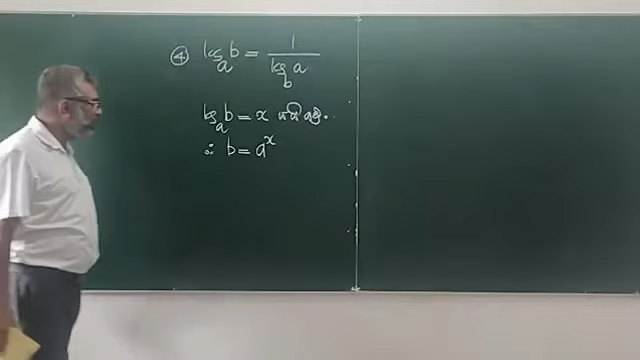 ④ log_a b = 1 / log_b a
log_a b = x
∴ b = a^x